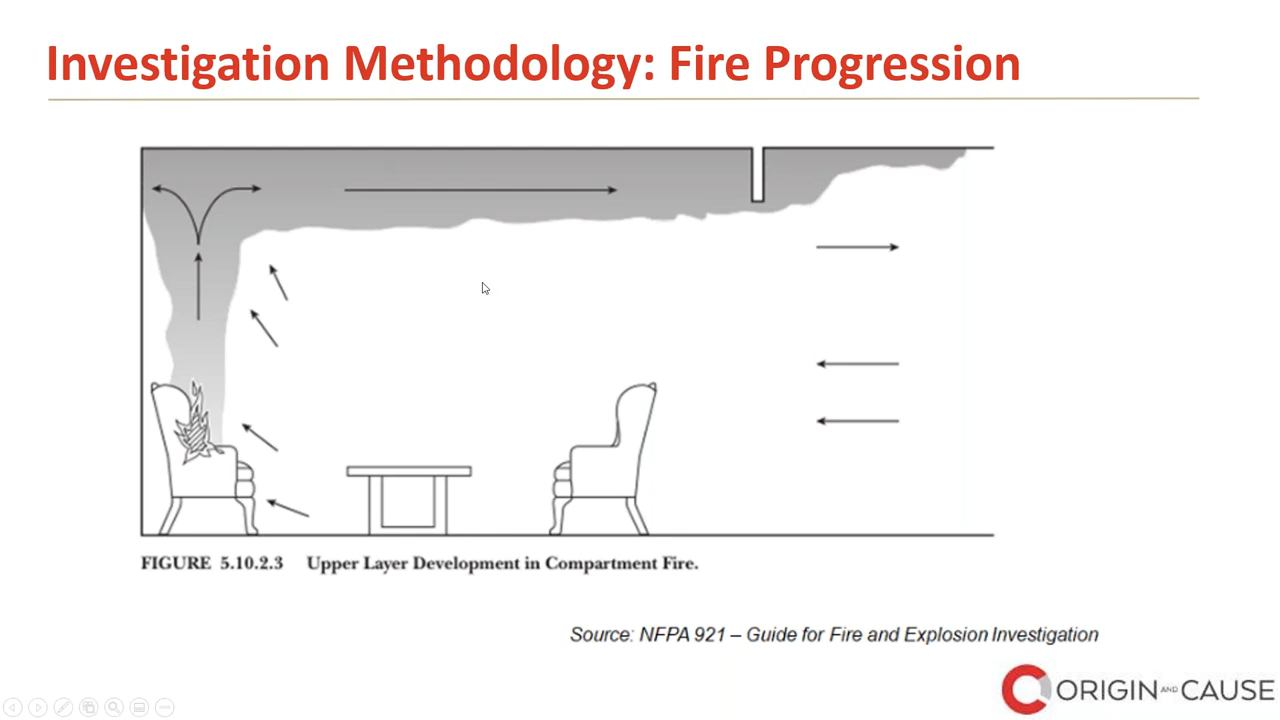 Investigation Methodology: Fire Progression
FIGURE 5.10.2.3 Upper Layer Development in Compartment Fire.
Source: NFPA 921 – Guide for Fire and Explosion Investigation
ORIGIN AND CAUSE